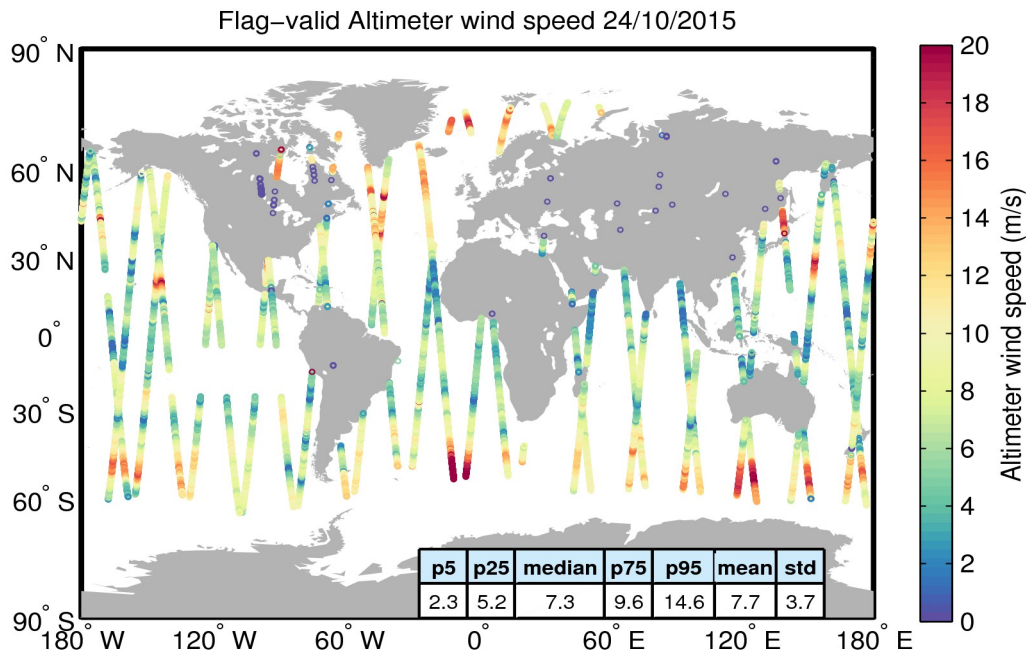 Flag−valid Altimeter wind speed 24/10/2015
90° N
60° N
30° N
0°
30° S
60° S
90° S
180° W
120° W
60° W
0°
60° E
120° E
180° E
p5 p25 median p75 p95 mean std
2.3 5.2 7.3 9.6 14.6 7.7 3.7
20
18
16
14
12
10
8
6
4
2
0
Altimeter wind speed (m/s)